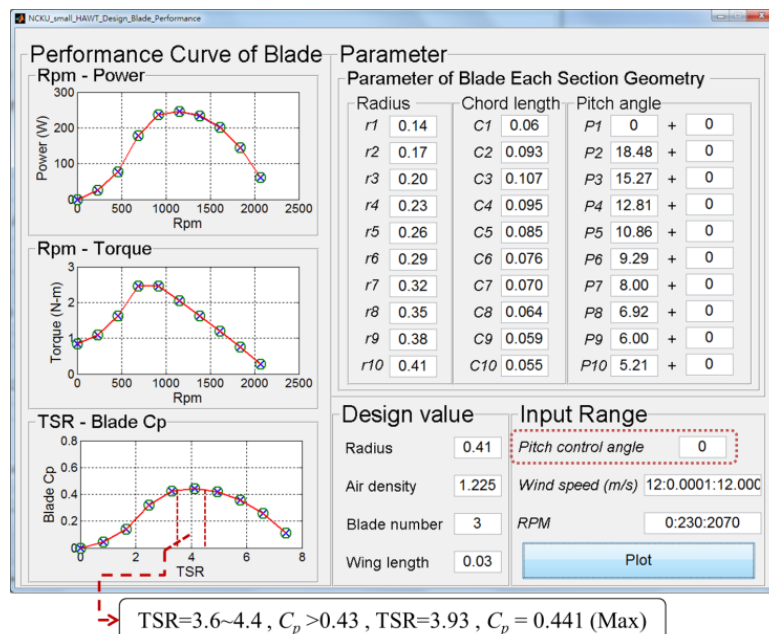 NCKU_small_HAWT_Design_Blade_Performance
Performance Curve of Blade
Rpm - Power
Power (W)
300
200
100
0
0 500 1000 1500 2000 2500
Rpm
Rpm - Torque
Torque (N-m)
3
2
1
0
0 500 1000 1500 2000 2500
Rpm
TSR - Blade Cp
Blade Cp
0.8
0.6
0.4
0.2
0
0 2 4 6 8
TSR
Parameter
Parameter of Blade Each Section Geometry
Radius Chord length Pitch angle
r1 0.14 C1 0.06 P1 0 + 0
r2 0.17 C2 0.093 P2 18.48 + 0
r3 0.20 C3 0.107 P3 15.27 + 0
r4 0.23 C4 0.095 P4 12.81 + 0
r5 0.26 C5 0.085 P5 10.86 + 0
r6 0.29 C6 0.076 P6 9.29 + 0
r7 0.32 C7 0.070 P7 8.00 + 0
r8 0.35 C8 0.064 P8 6.92 + 0
r9 0.38 C9 0.059 P9 6.00 + 0
r10 0.41 C10 0.055 P10 5.21 + 0
Design value
Radius 0.41
Air density 1.225
Blade number 3
Wing length 0.03
Input Range
Pitch control angle 0
Wind speed (m/s) 12:0.0001:12.000
RPM 0:230:2070
Plot
TSR=3.6~4.4 , Cp >0.43 , TSR=3.93 , Cp = 0.441 (Max)